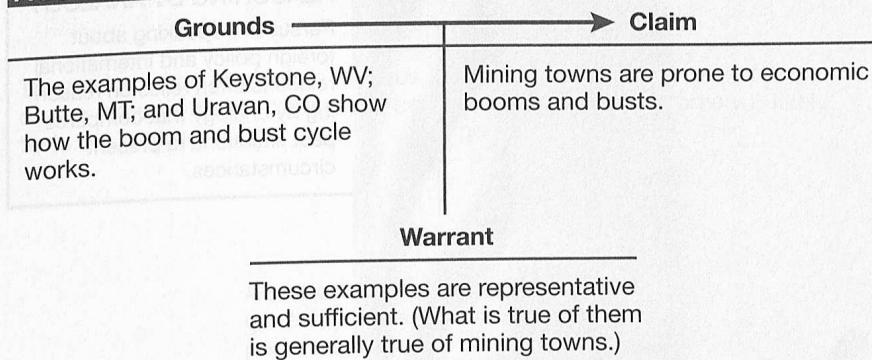 Grounds
Claim
The examples of Keystone, WV;
Butte, MT; and Uravan, CO show
how the boom and bust cycle
works.
Mining towns are prone to economic
booms and busts.
Warrant
These examples are representative
and sufficient. (What is true of them
is generally true of mining towns.)